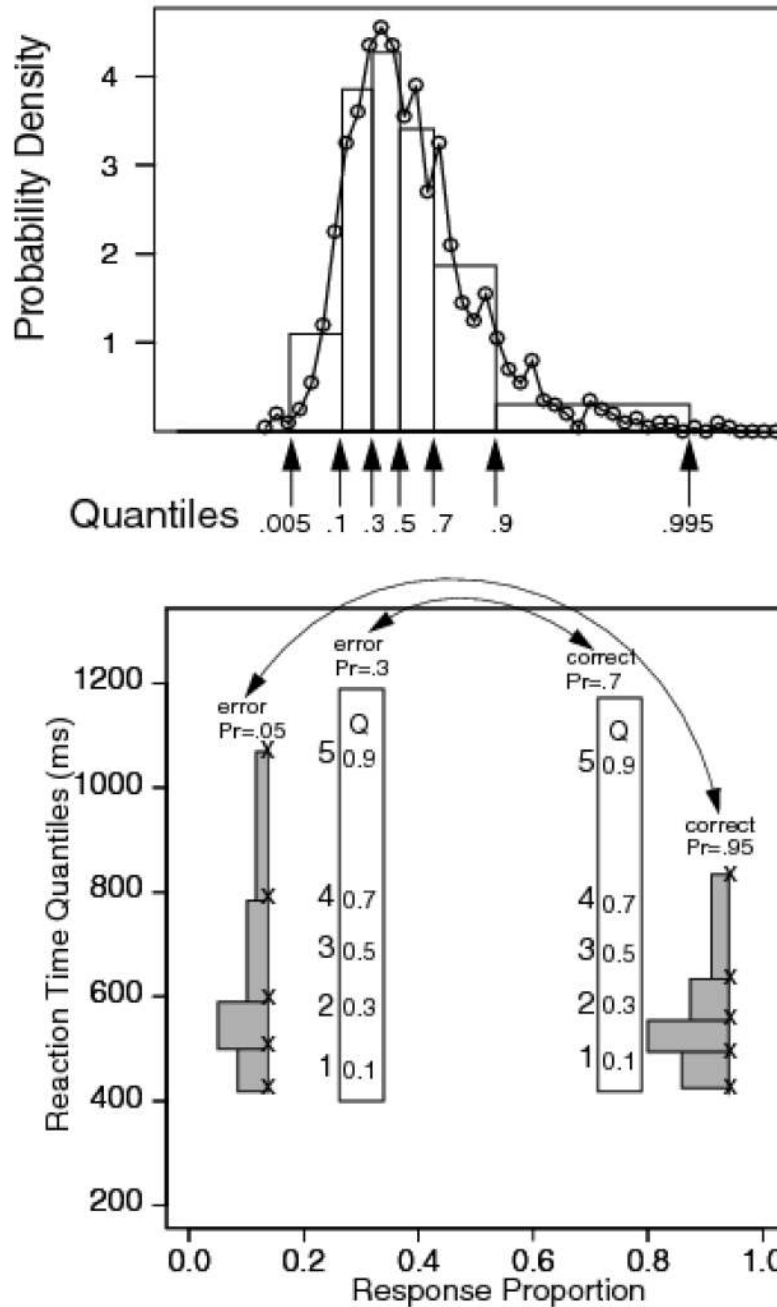 Probability Density
4
3
2
1
Quantiles .005 .1 .3 .5 .7 .9 .995
Reaction Time Quantiles (ms)
1200
1000
800
600
400
200
error
Pr=.05
error
Pr=.3
Q
5 0.9
4 0.7
3 0.5
2 0.3
1 0.1
correct
Pr=.7
Q
5 0.9
4 0.7
3 0.5
2 0.3
1 0.1
correct
Pr=.95
X
X
X
X
X
X
X
X
X
X
0.0 0.2 0.4 0.6 0.8 1.0
Response Proportion